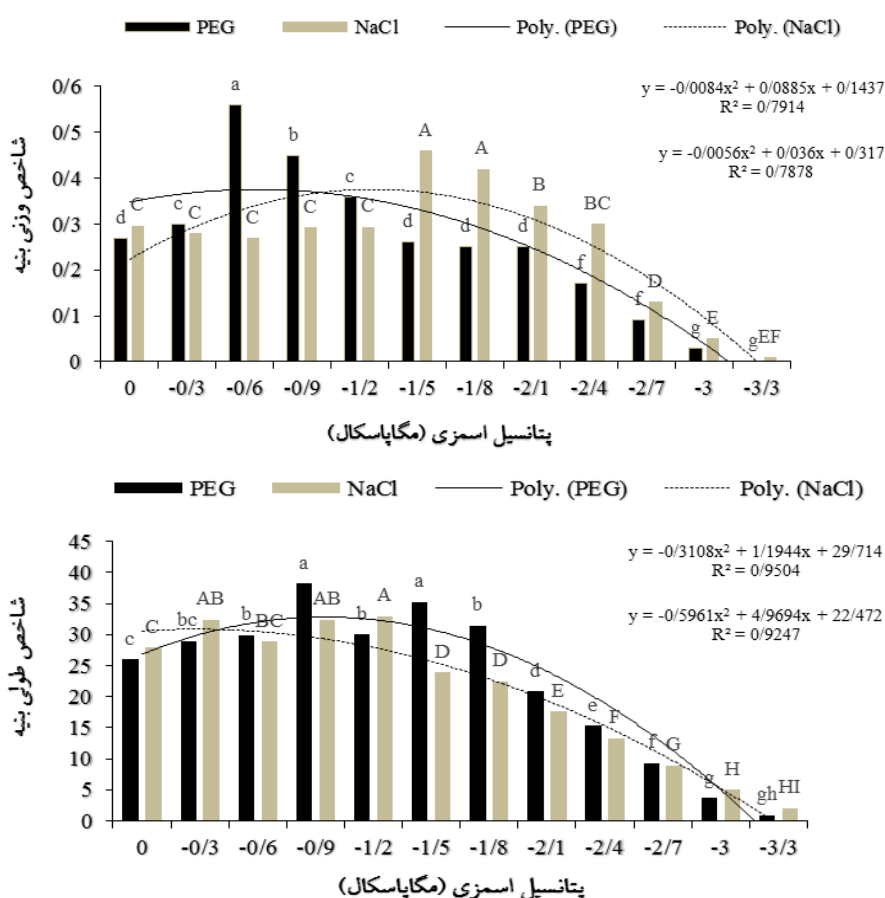 PEG NaCl Poly. (PEG) Poly. (NaCl)
y = -0/0084x² + 0/0885x + 0/1437
R² = 0/7914
y = -0/0056x² + 0/036x + 0/317
R² = 0/7878
شاخص وزنی بنیه
0/6
0/5
0/4
0/3
0/2
0/1
0
d C c C a C b C c C d A d A d B f BC f D g E g EF
0 -0/3 -0/6 -0/9 -1/2 -1/5 -1/8 -2/1 -2/4 -2/7 -3 -3/3
پتانسیل اسمزی (مگاپاسکال)
PEG NaCl Poly. (PEG) Poly. (NaCl)
y = -0/3108x² + 1/1944x + 29/714
R² = 0/9504
y = -0/5961x² + 4/9694x + 22/472
R² = 0/9247
شاخص طولی بنیه
45
40
35
30
25
20
15
10
5
0
c C bc AB b BC a AB b A a D b D d E e F f G g H gh HI
0 -0/3 -0/6 -0/9 -1/2 -1/5 -1/8 -2/1 -2/4 -2/7 -3 -3/3
پتانسیل اسمزی (مگاپاسکال)